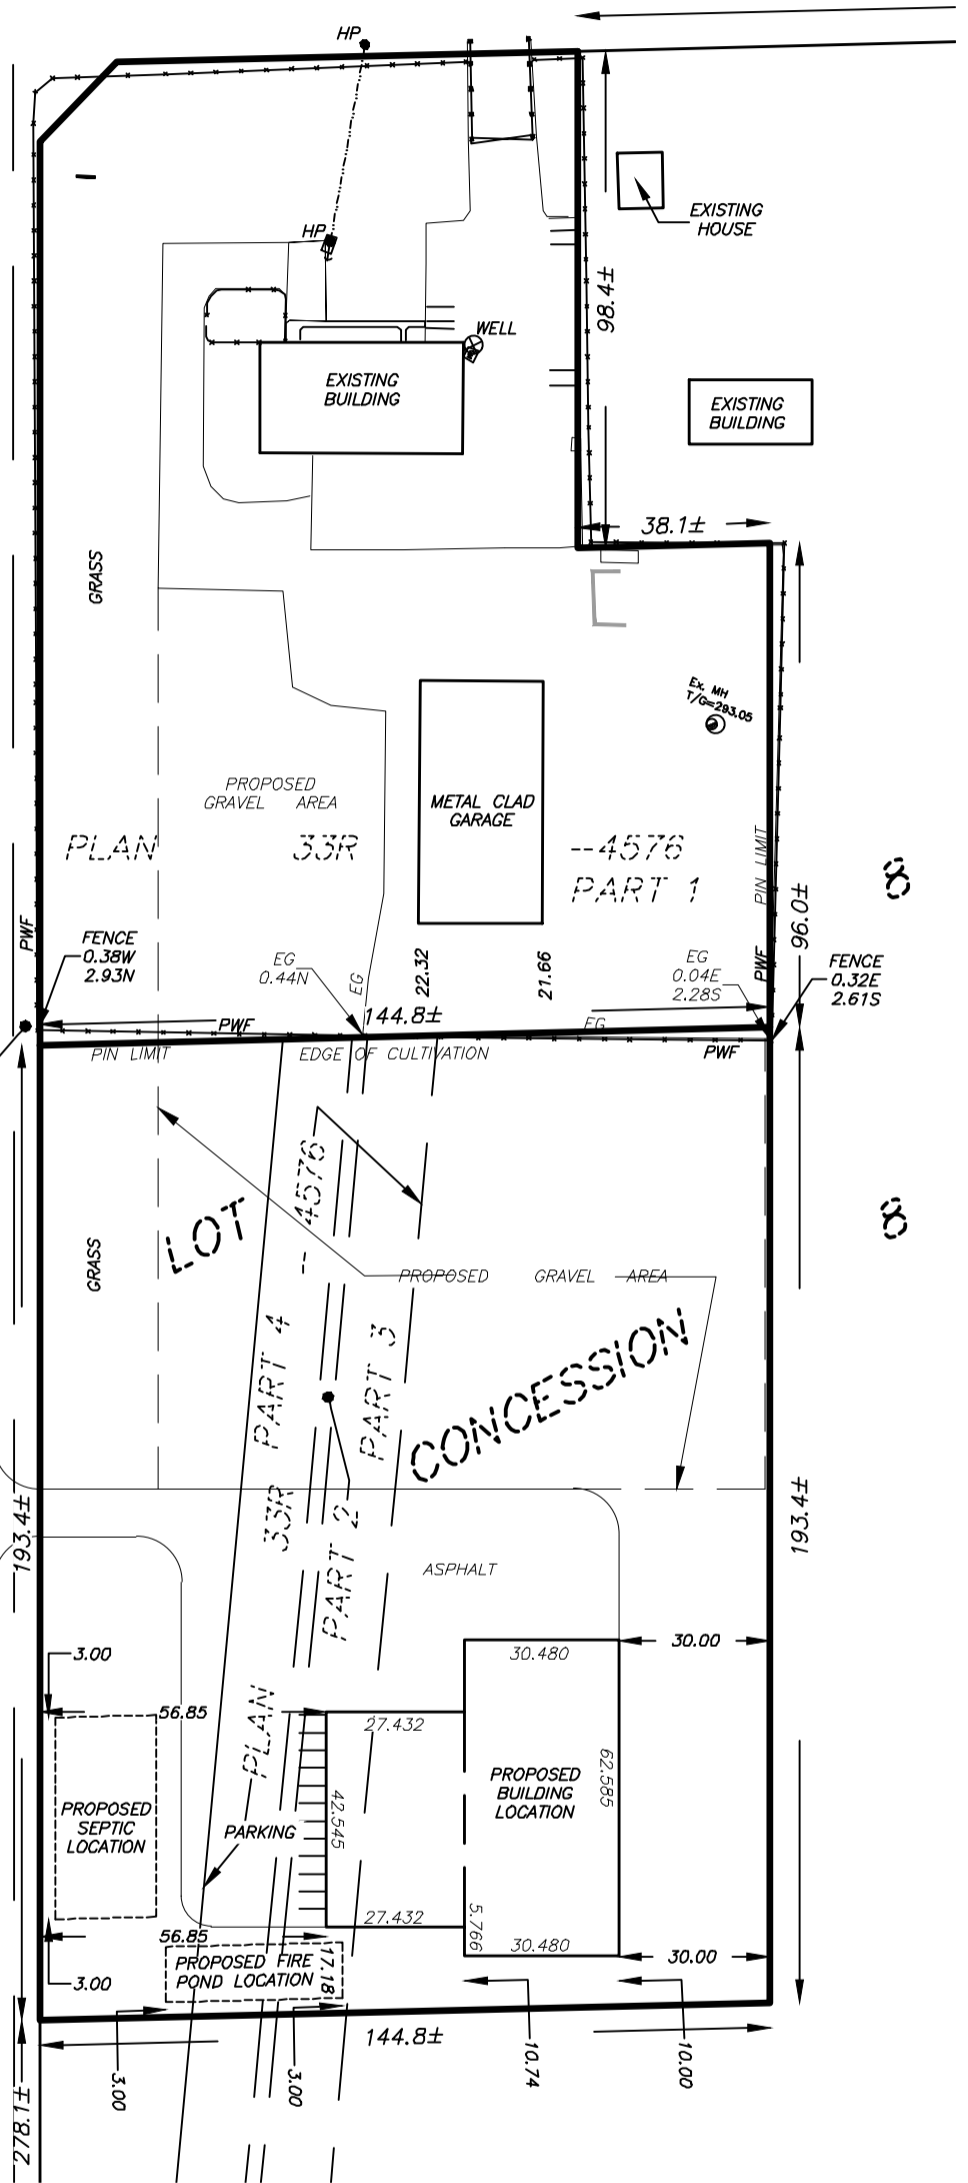 HP
EXISTING
HOUSE
HP
98.4±
WELL
EXISTING
BUILDING
EXISTING
BUILDING
38.1±
GRASS
Ex. MH
T/G=293.05
PROPOSED
GRAVEL AREA
METAL CLAD
GARAGE
PLAN 33R --4576
PART 1
PIN LIMIT
8
96.0±
PWF
FENCE
0.38W
2.93N
EG
0.44N
EG
22.32
21.66
EG
0.04E
2.28S
PWF
FENCE
0.32E
2.61S
144.8±
PWF
EG
PIN LIMIT
EDGE OF CULTIVATION
PWF
-- 4576
LOT
8
GRASS
PROPOSED GRAVEL AREA
PART 4
PART 3
CONCESSION
33R
PART 2
193.4±
193.4±
ASPHALT
3.00
30.480
30.00
56.85
27.432
PLAN
PROPOSED
SEPTIC
LOCATION
PARKING
42.545
PROPOSED
BUILDING
LOCATION
62.585
27.432
5.766
56.85
30.480
30.00
PROPOSED FIRE
POND LOCATION
17.18
3.00
144.8±
3.00
3.00
10.74
10.00
278.1±